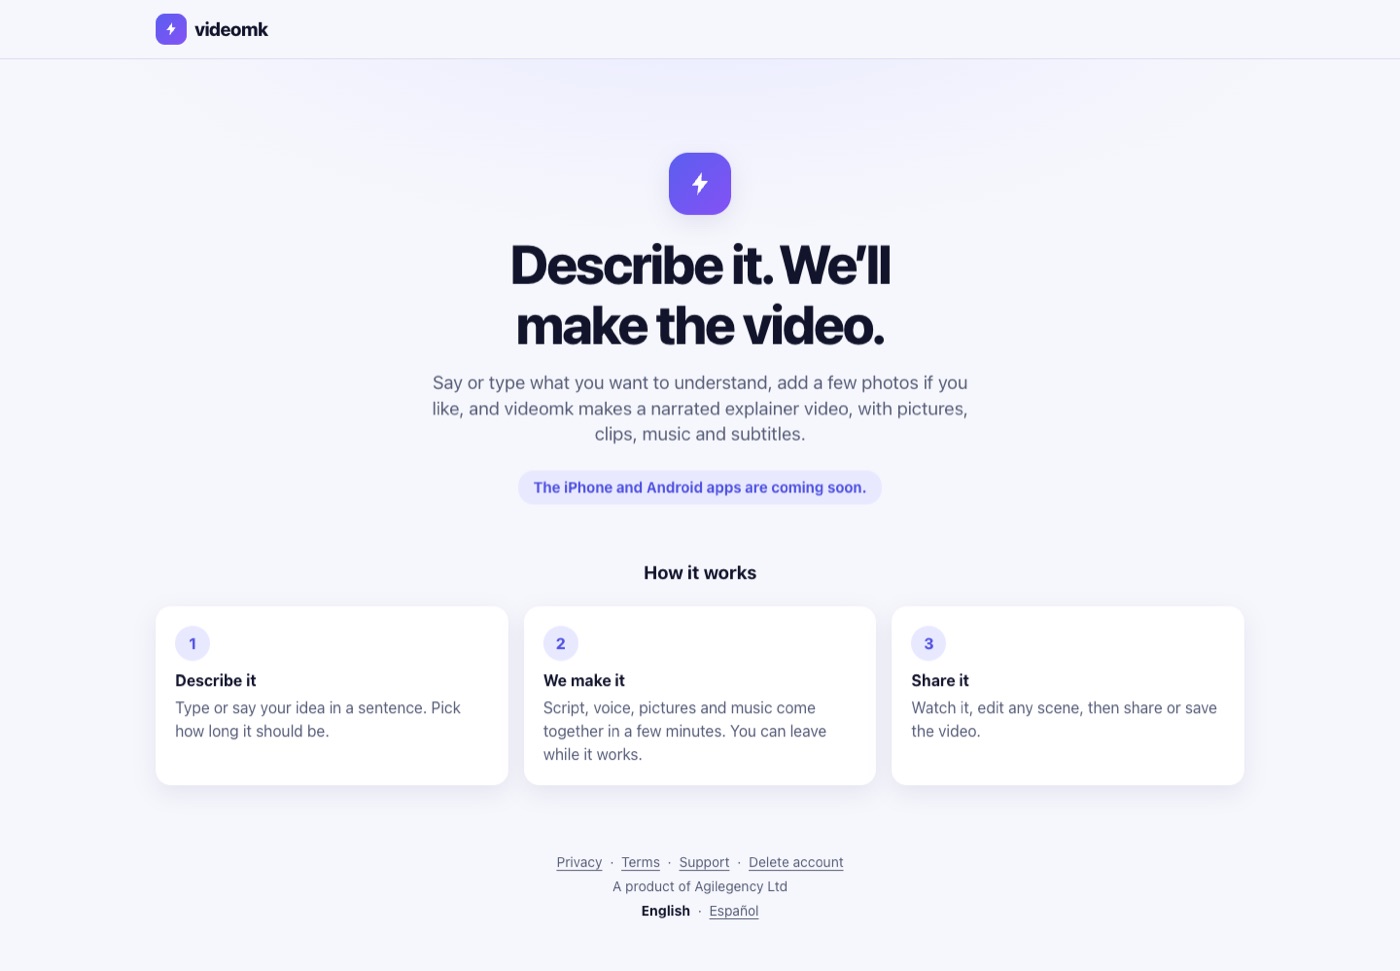 videomk
Describe it. We’ll
make the video.
Say or type what you want to understand, add a few photos if you
like, and videomk makes a narrated explainer video, with pictures,
clips, music and subtitles.
The iPhone and Android apps are coming soon.
How it works
1
Describe it
Type or say your idea in a sentence. Pick
how long it should be.
2
We make it
Script, voice, pictures and music come
together in a few minutes. You can leave
while it works.
3
Share it
Watch it, edit any scene, then share or save
the video.
Privacy · Terms · Support · Delete account
A product of Agilegency Ltd
English · Español